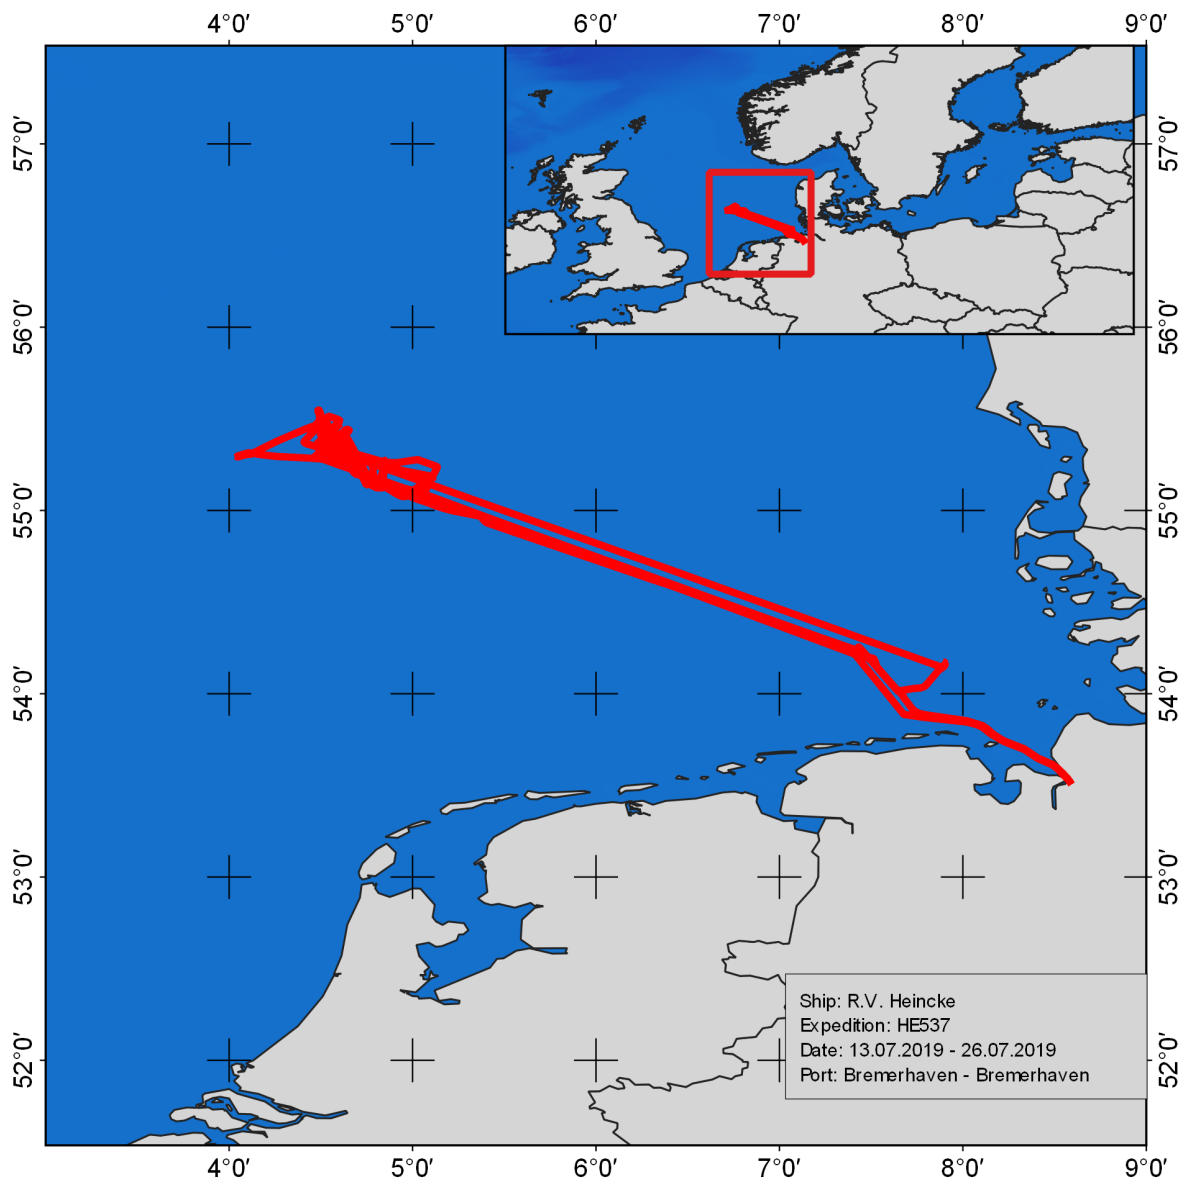 4°0′ 5°0′ 6°0′ 7°0′ 8°0′ 9°0′
57°0′ 57°0′
56°0′ 56°0′
55°0′ 55°0′
54°0′ 54°0′
53°0′ 53°0′
52°0′ 52°0′
Ship: R.V. Heincke
Expedition: HE537
Date: 13.07.2019 - 26.07.2019
Port: Bremerhaven - Bremerhaven
4°0′ 5°0′ 6°0′ 7°0′ 8°0′ 9°0′